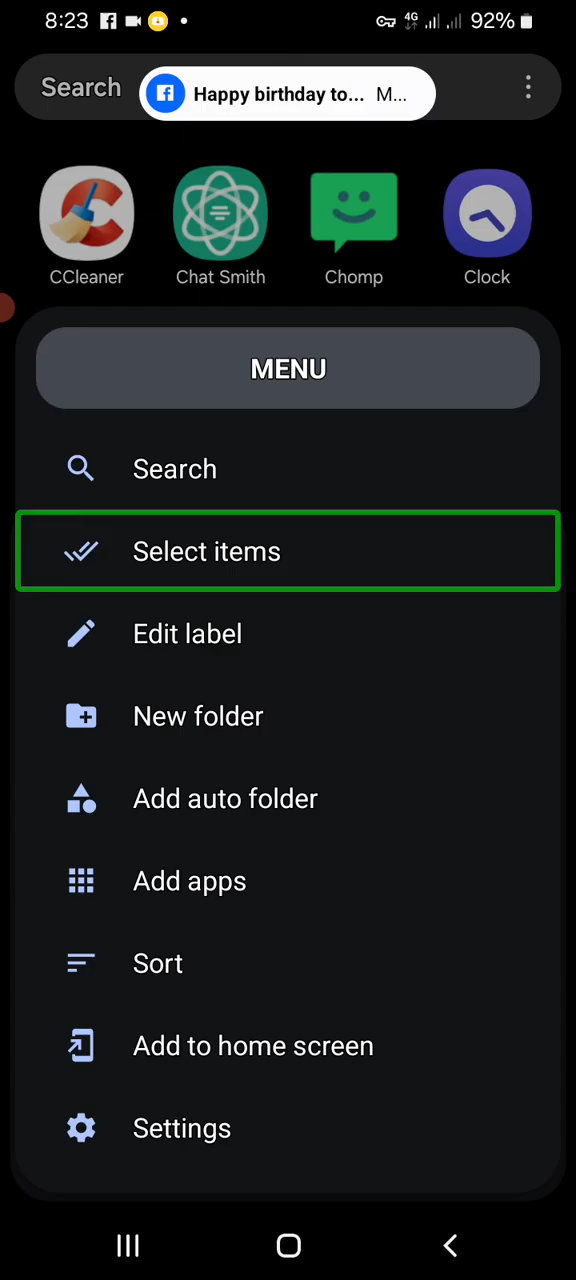 8:23 4G 92%
Search
Happy birthday to... M...
CCleaner Chat Smith Chomp Clock
MENU
Search
Select items
Edit label
New folder
Add auto folder
Add apps
Sort
Add to home screen
Settings